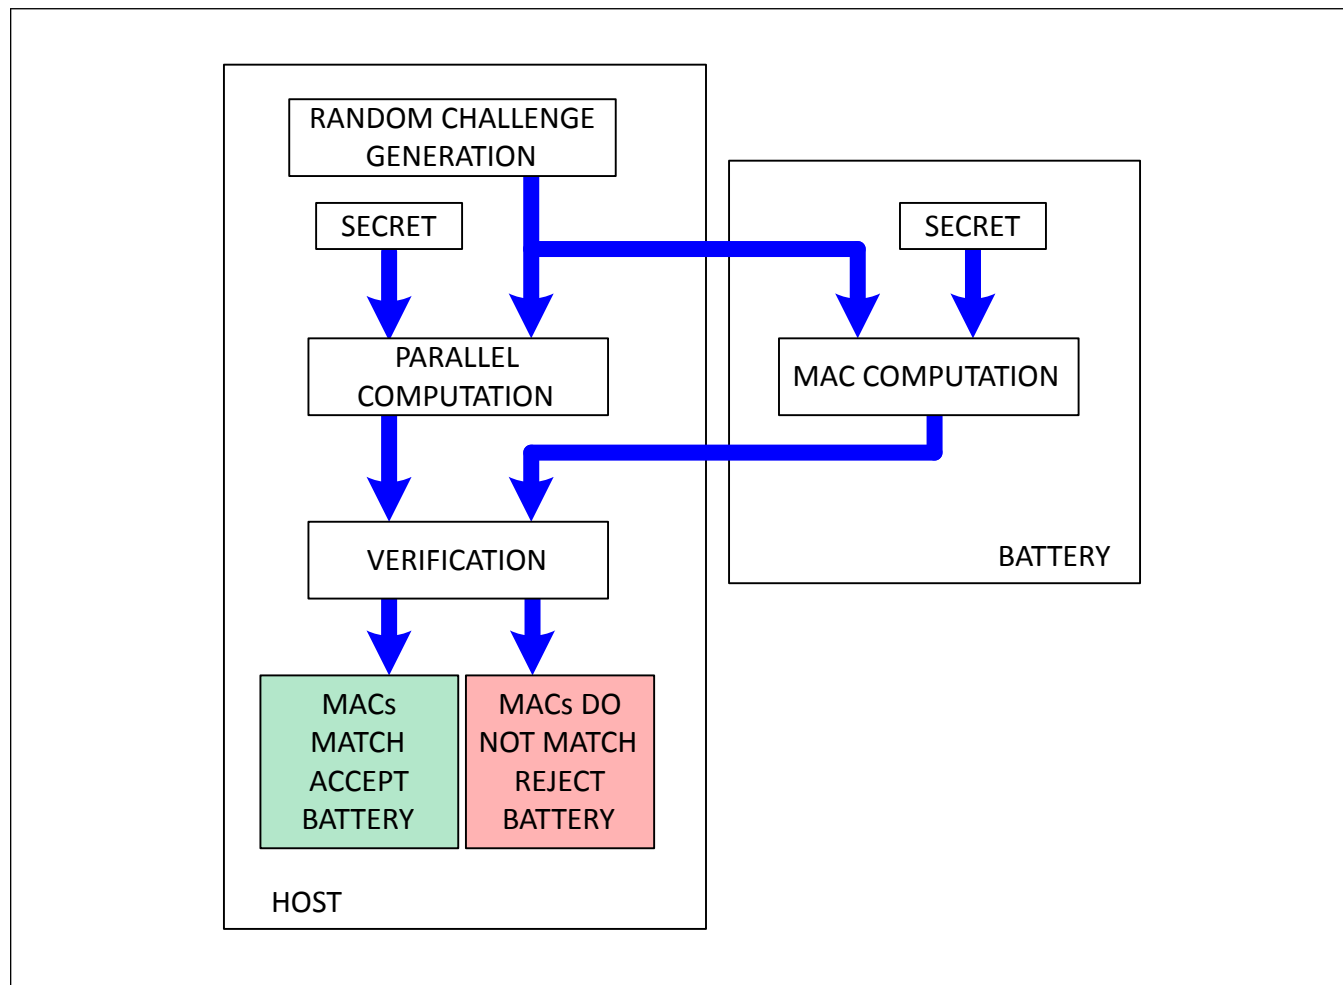 RANDOM CHALLENGE
GENERATION
SECRET
SECRET
PARALLEL
COMPUTATION
MAC COMPUTATION
VERIFICATION
BATTERY
MACs
MATCH
ACCEPT
BATTERY
MACs DO
NOT MATCH
REJECT
BATTERY
HOST